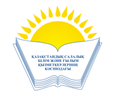 ҚАЗАҚСТАНДЫҚ САЛАЛЫҚ
БІЛІМ ЖӘНЕ ҒЫЛЫМ
ҚЫЗМЕТКЕРЛЕРІНІҢ
КӘСІПОДАҒЫ